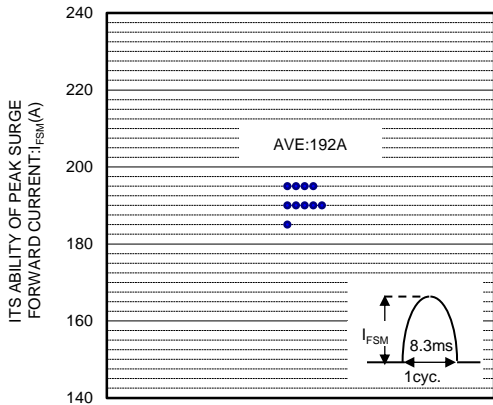 ITS ABILITY OF PEAK SURGE
FORWARD CURRENT:IFSM(A)
240
220
200
180
160
140
AVE:192A
IFSM
8.3ms
1cyc.